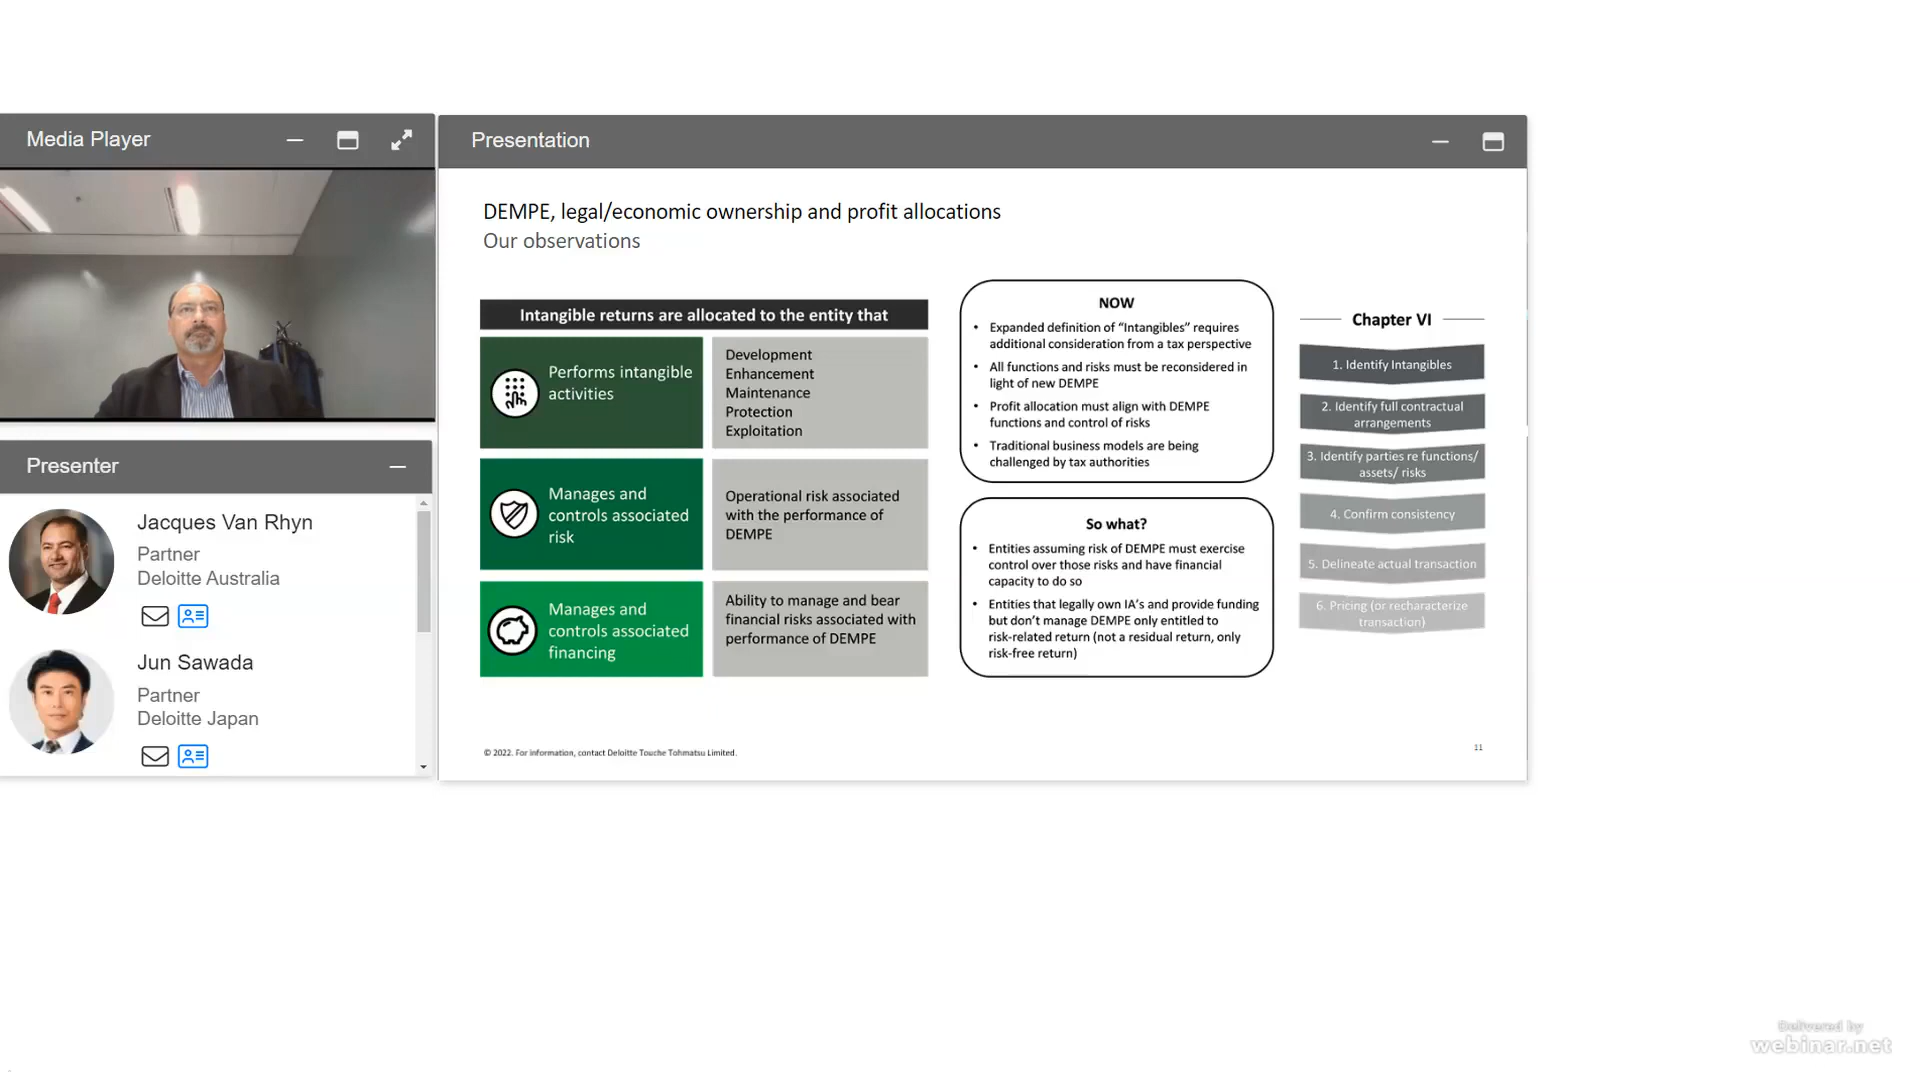 Media Player
Presentation
DEMPE, legal/economic ownership and profit allocations
Our observations
Intangible returns are allocated to the entity that
Performs intangible
activities
Development
Enhancement
Maintenance
Protection
Exploitation
Manages and
controls associated
risk
Operational risk associated
with the performance of
DEMPE
Manages and
controls associated
financing
Ability to manage and bear
financial risks associated with
performance of DEMPE
NOW
• Expanded definition of “Intangibles” requires
additional consideration from a tax perspective
• All functions and risks must be reconsidered in
light of new DEMPE
• Profit allocation must align with DEMPE
functions and control of risks
• Traditional business models are being
challenged by tax authorities
So what?
• Entities assuming risk of DEMPE must exercise
control over those risks and have financial
capacity to do so
• Entities that legally own IA’s and provide funding
but don’t manage DEMPE only entitled to
risk-related return (not a residual return, only
risk-free return)
Chapter VI
1. Identify Intangibles
2. Identify full contractual
arrangements
3. Identify parties re functions/
assets/ risks
4. Confirm consistency
5. Delineate actual transaction
6. Pricing (or recharacterize
transaction)
© 2022. For information, contact Deloitte Touche Tohmatsu Limited.
11
Presenter
Jacques Van Rhyn
Partner
Deloitte Australia
Jun Sawada
Partner
Deloitte Japan
Delivered by
webinar.net